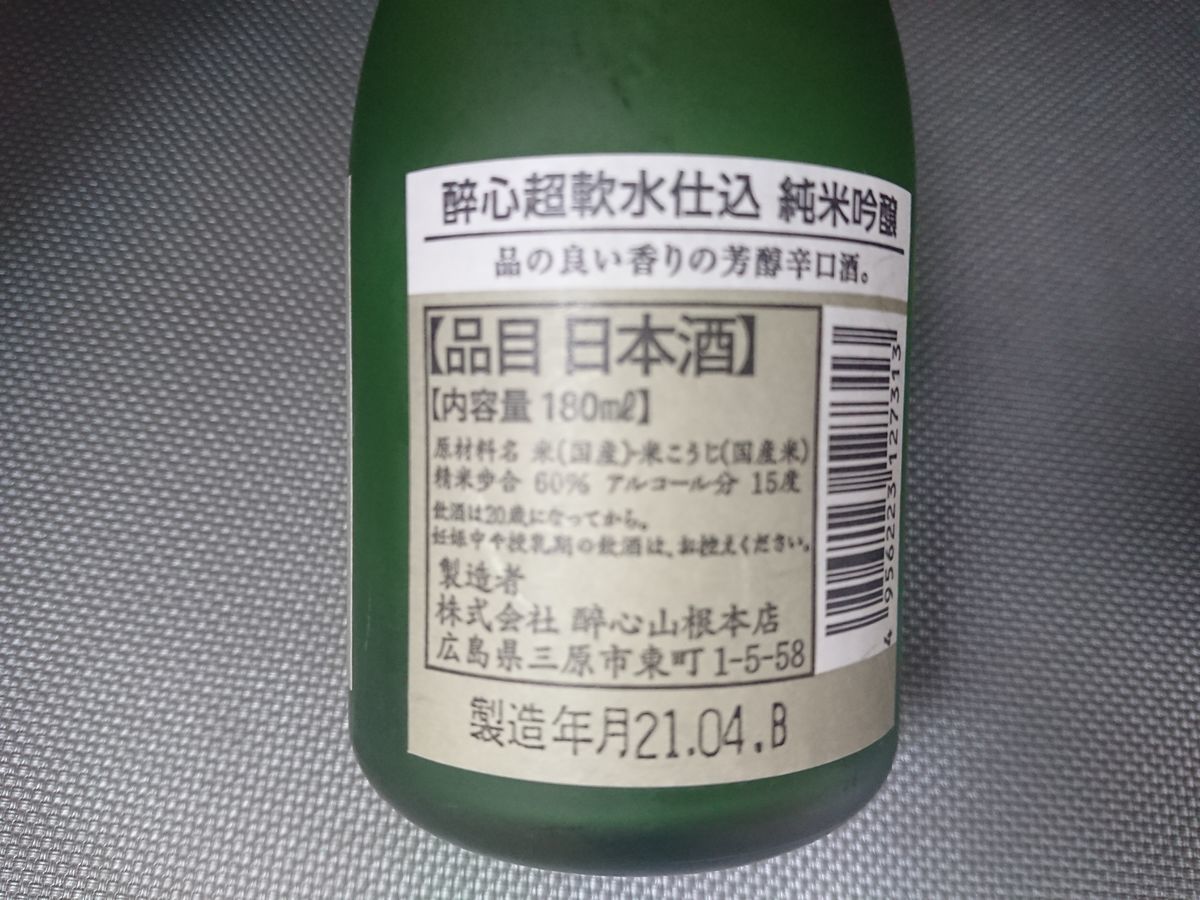 醉心超軟水仕込 純米吟醸
品の良い香りの芳醇辛口酒。
【品目 日本酒】
【内容量 180mℓ】
原材料名 米(国産)・米こうじ(国産米)
精米歩合 60% アルコール分 15度
飲酒は20歳になってから。
妊娠中や授乳期の飲酒は、お控えください。
製造者
株式会社 醉心山根本店
広島県三原市東町1-5-58
製造年月21.04.B
4 956223 127313